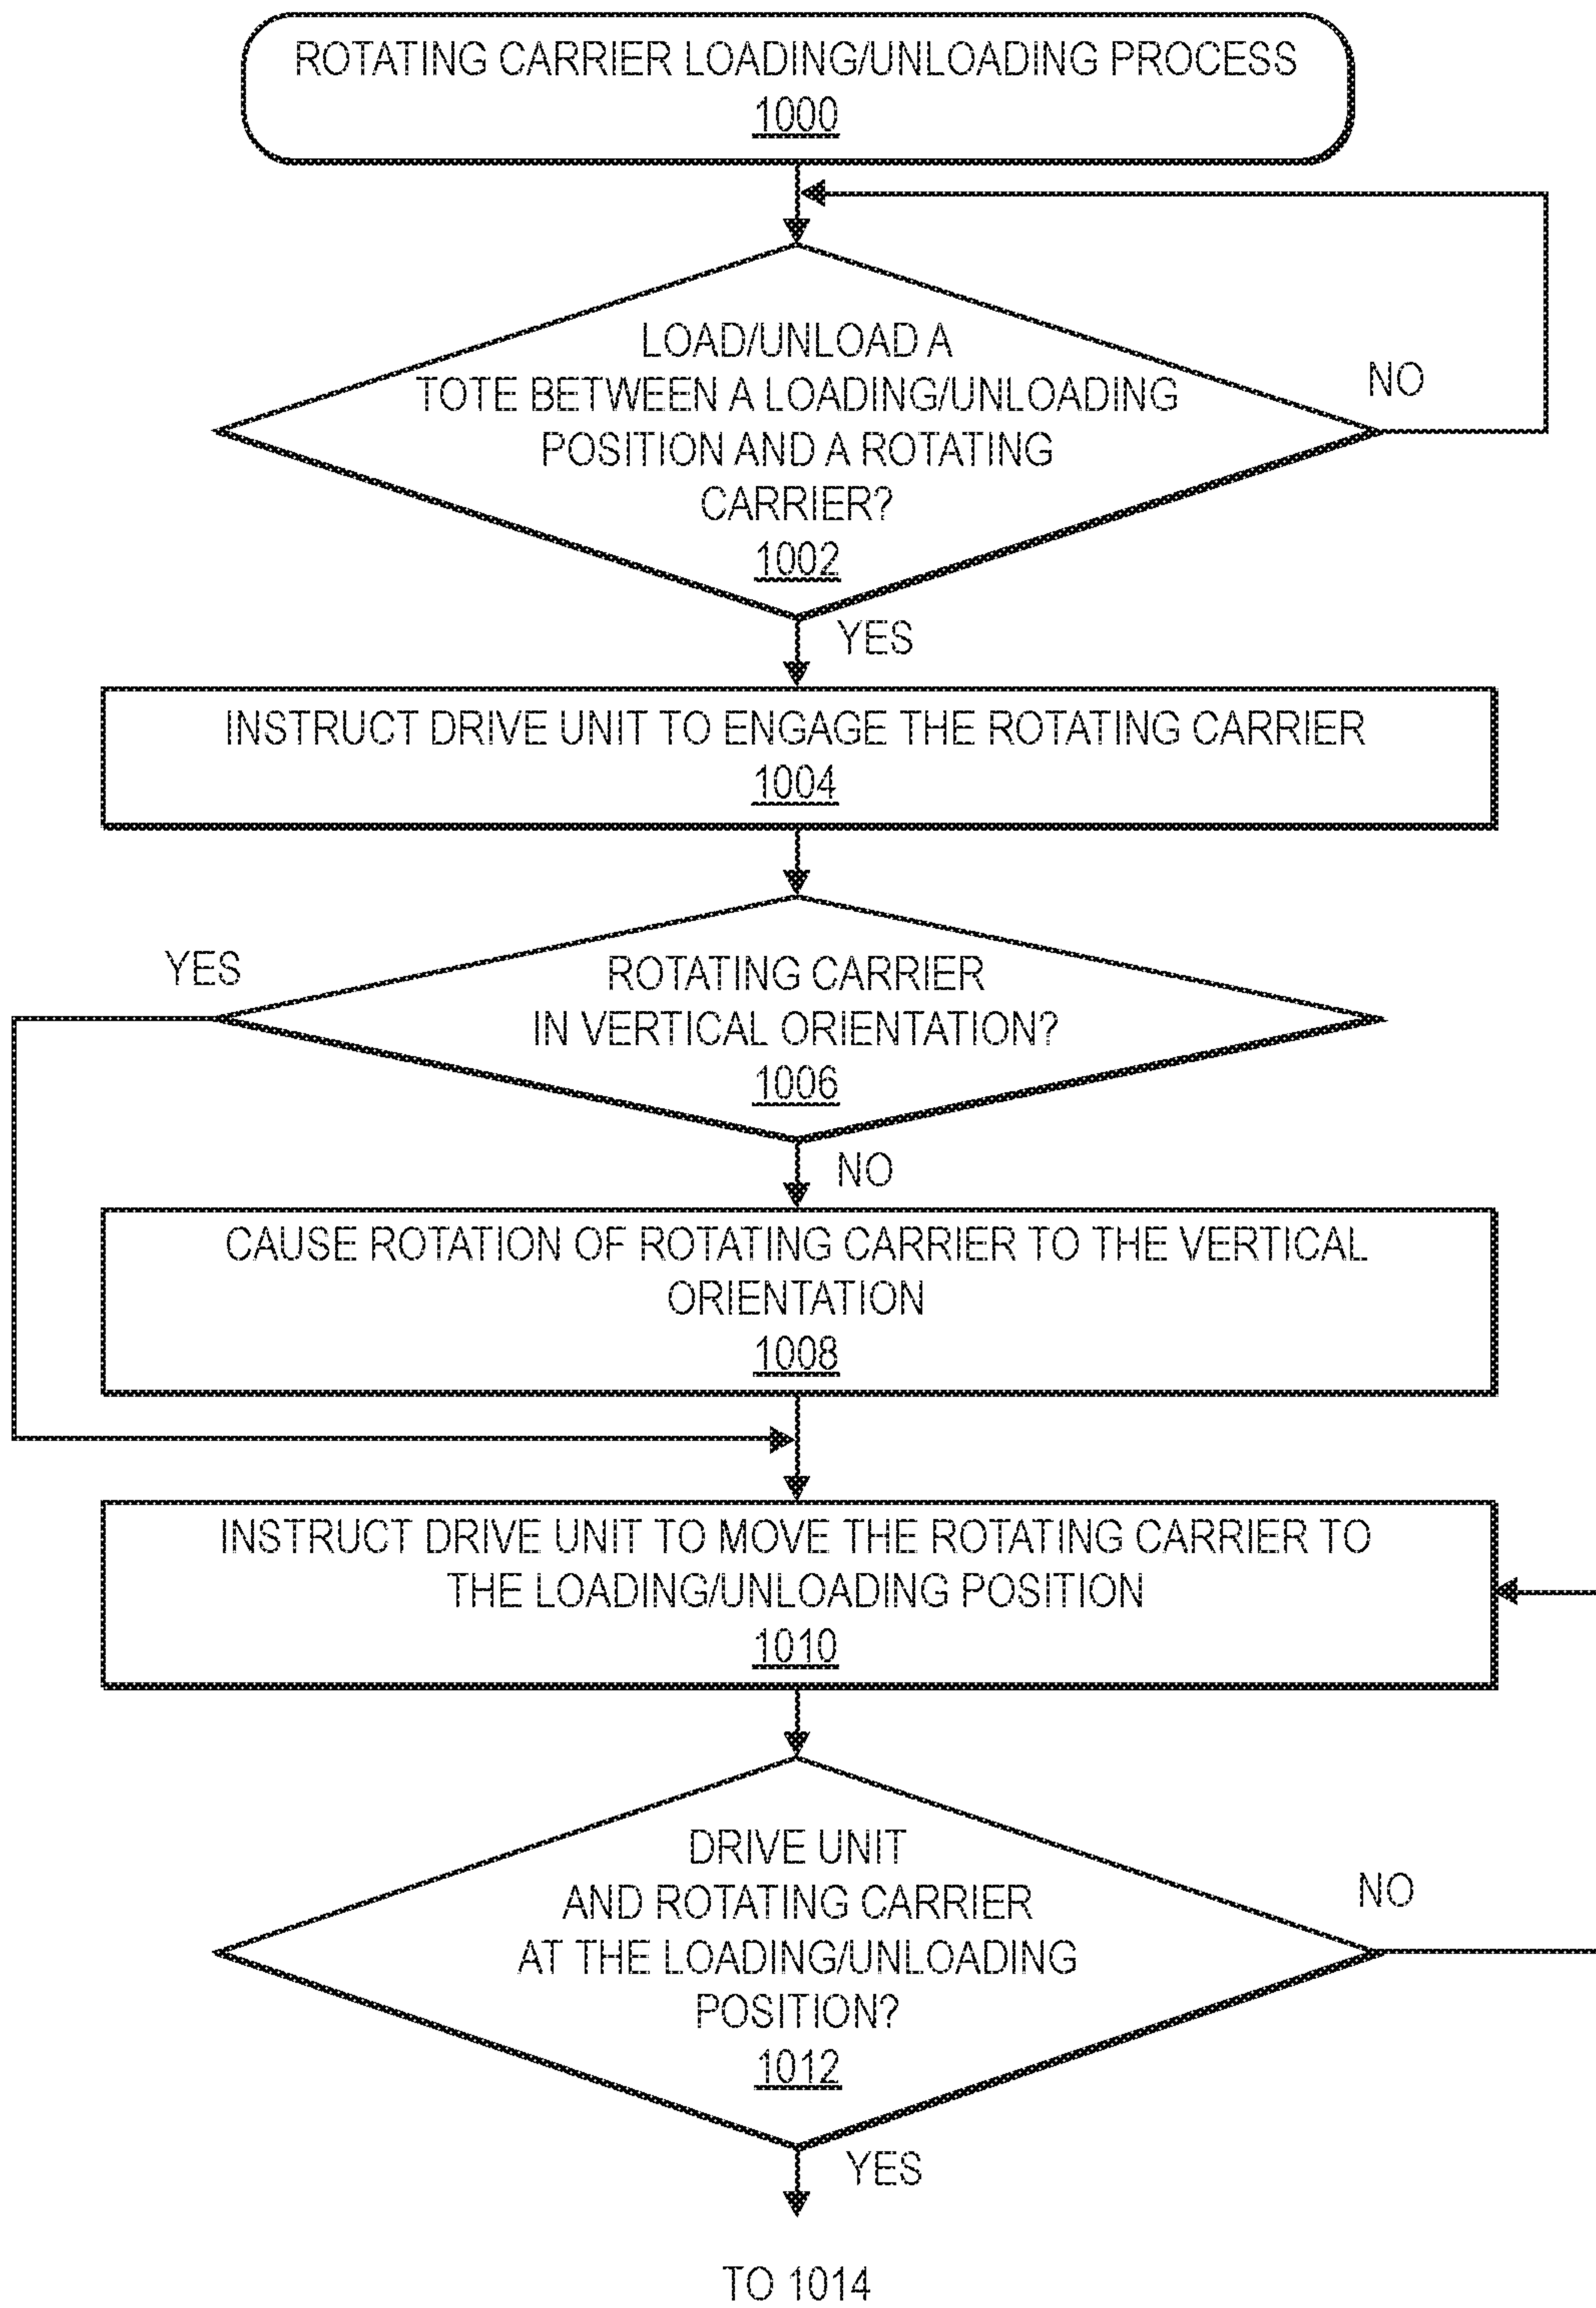 ROTATING CARRIER LOADING/UNLOADING PROCESS
1000
LOAD/UNLOAD A
TOTE BETWEEN A LOADING/UNLOADING
POSITION AND A ROTATING
CARRIER?
1002
NO
YES
INSTRUCT DRIVE UNIT TO ENGAGE THE ROTATING CARRIER
1004
YES
ROTATING CARRIER
IN VERTICAL ORIENTATION?
1006
NO
CAUSE ROTATION OF ROTATING CARRIER TO THE VERTICAL
ORIENTATION
1008
INSTRUCT DRIVE UNIT TO MOVE THE ROTATING CARRIER TO
THE LOADING/UNLOADING POSITION
1010
DRIVE UNIT
AND ROTATING CARRIER
AT THE LOADING/UNLOADING
POSITION?
1012
NO
YES
TO 1014